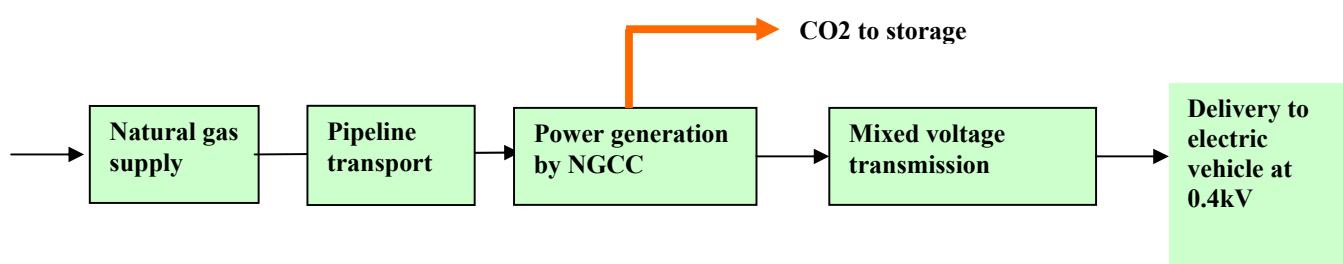 CO2 to storage
Natural gas
supply
Pipeline
transport
Power generation
by NGCC
Mixed voltage
transmission
Delivery to
electric
vehicle at
0.4kV